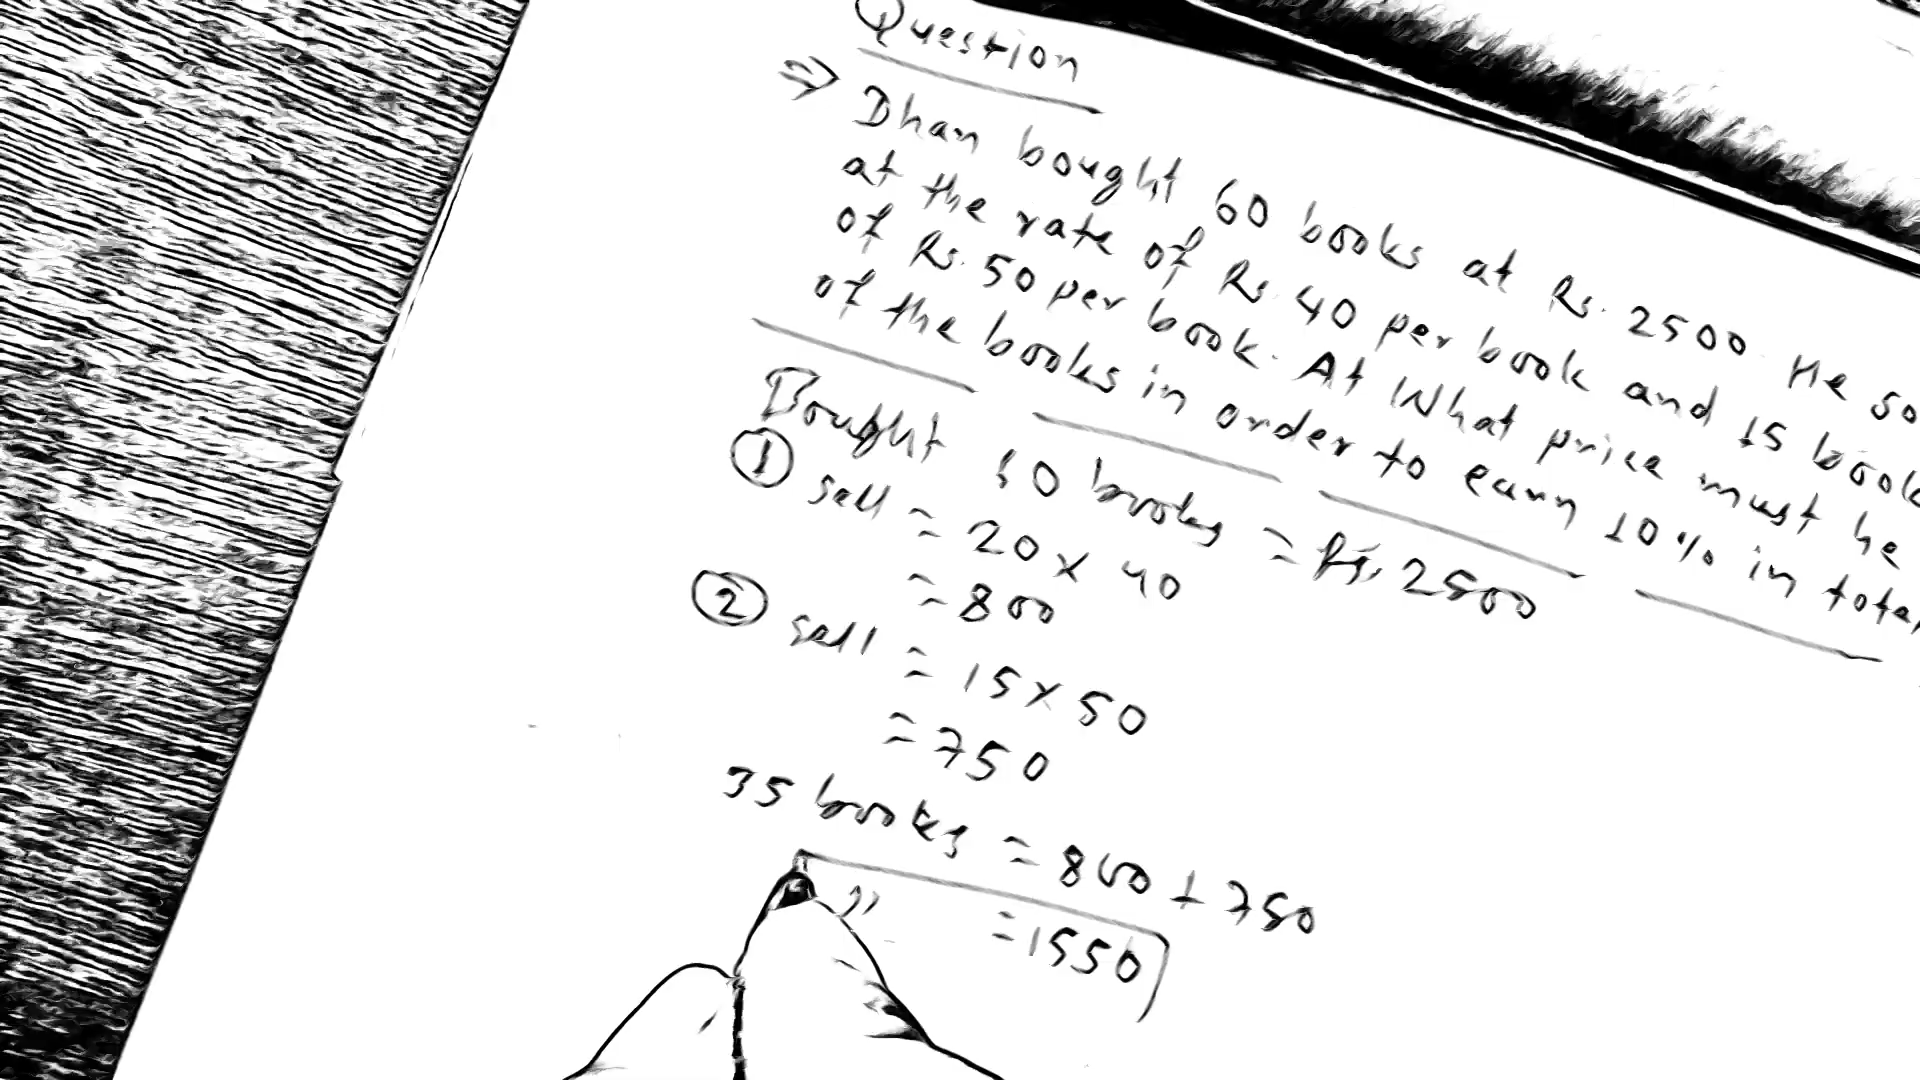 Question
⇒ Dhan bought 60 books at Rs. 2500. He so
at the rate of Rs. 40 per book and 15 book
of Rs. 50 per book. At What price must he
of the books in order to earn 10% in total
Bought 60 books = Rs. 2500
① sell = 20 × 40
= 800
② sell = 15 × 50
= 750
35 books = 800 + 750
= 1550